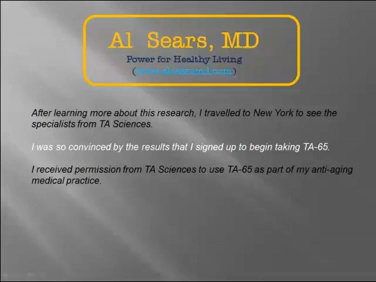 Al Sears, MD
Power for Healthy Living
After learning more about this research, I travelled to New York to see the
specialists from TA Sciences.
I was so convinced by the results that I signed up to begin taking TA-65.
I received permission from TA Sciences to use TA-65 as part of my anti-aging
medical practice.